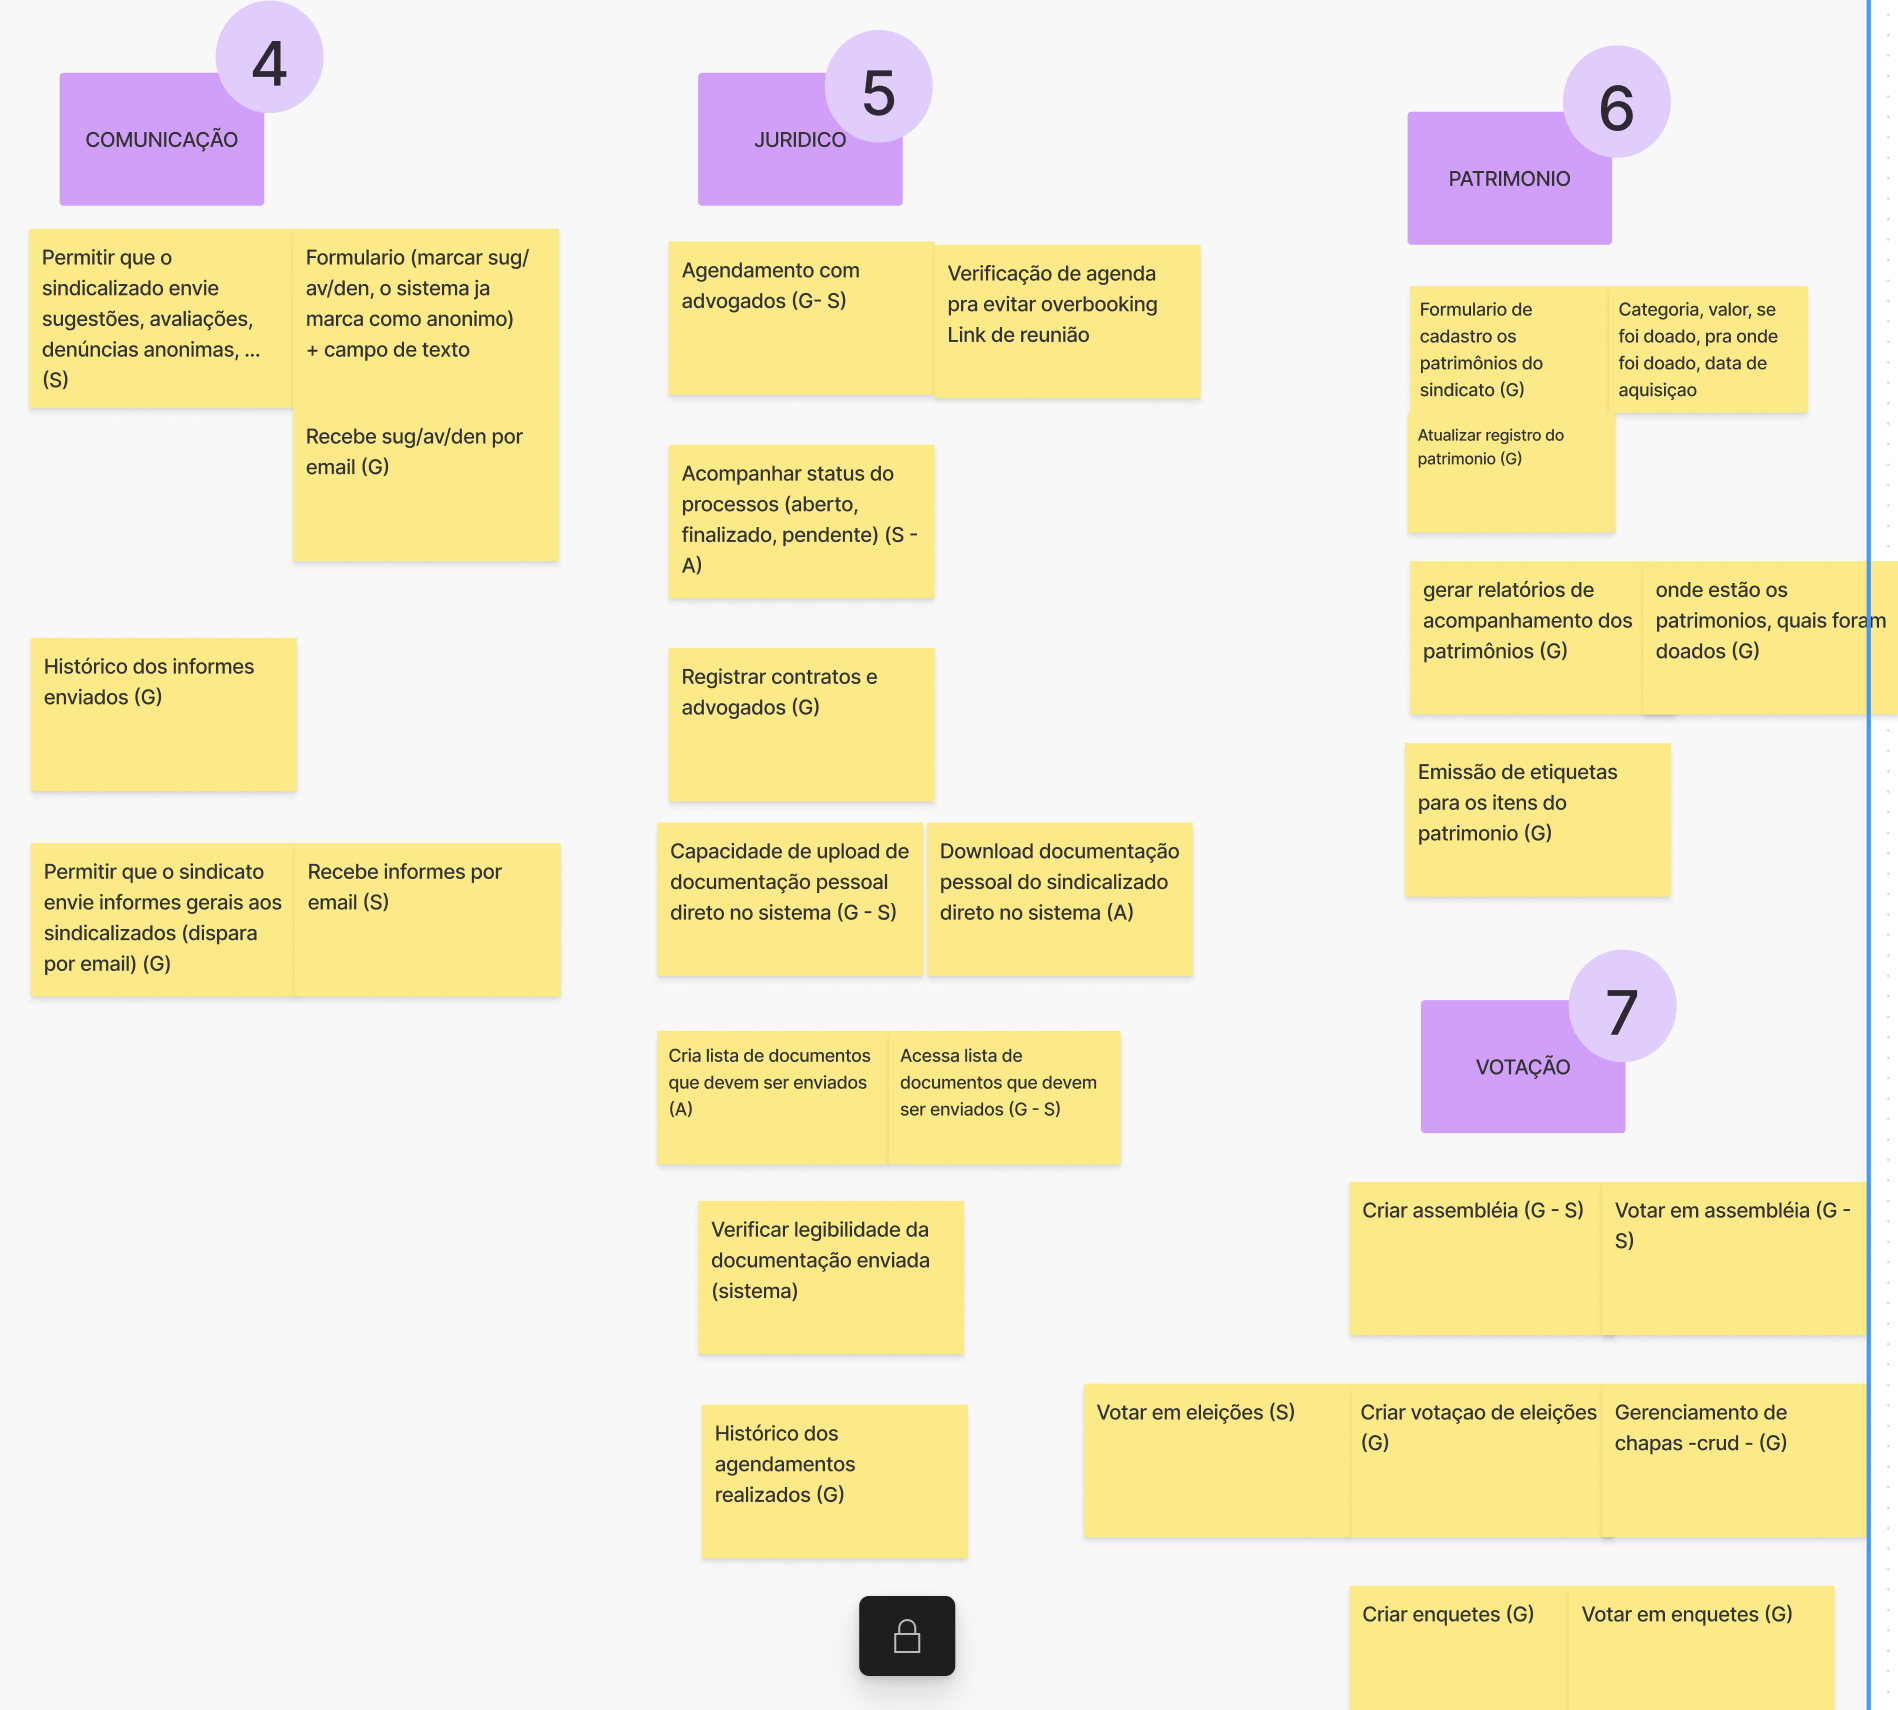 4
COMUNICAÇÃO
Permitir que o
sindicalizado envie
sugestões, avaliações,
denúncias anonimas, ...
(S)
Formulario (marcar sug/
av/den, o sistema ja
marca como anonimo)
+ campo de texto
Recebe sug/av/den por
email (G)
Histórico dos informes
enviados (G)
Permitir que o sindicato
envie informes gerais aos
sindicalizados (dispara
por email) (G)
Recebe informes por
email (S)
5
JURIDICO
Agendamento com
advogados (G- S)
Verificação de agenda
pra evitar overbooking
Link de reunião
Acompanhar status do
processos (aberto,
finalizado, pendente) (S -
A)
Registrar contratos e
advogados (G)
Capacidade de upload de
documentação pessoal
direto no sistema (G - S)
Download documentação
pessoal do sindicalizado
direto no sistema (A)
Cria lista de documentos
que devem ser enviados
(A)
Acessa lista de
documentos que devem
ser enviados (G - S)
Verificar legibilidade da
documentação enviada
(sistema)
Histórico dos
agendamentos
realizados (G)
6
PATRIMONIO
Formulario de
cadastro os
patrimônios do
sindicato (G)
Categoria, valor, se
foi doado, pra onde
foi doado, data de
aquisiçao
Atualizar registro do
patrimonio (G)
gerar relatórios de
acompanhamento dos
patrimônios (G)
onde estão os
patrimonios, quais foram
doados (G)
Emissão de etiquetas
para os itens do
patrimonio (G)
7
VOTAÇÃO
Criar assembléia (G - S)
Votar em assembléia (G -
S)
Votar em eleições (S)
Criar votaçao de eleições
(G)
Gerenciamento de
chapas -crud - (G)
Criar enquetes (G)
Votar em enquetes (G)